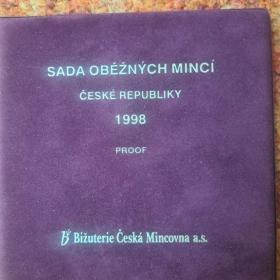 SADA OBĚŽNÝCH MINCÍ
ČESKÉ REPUBLIKY
1998
PROOF
Bižuterie Česká Mincovna a.s.